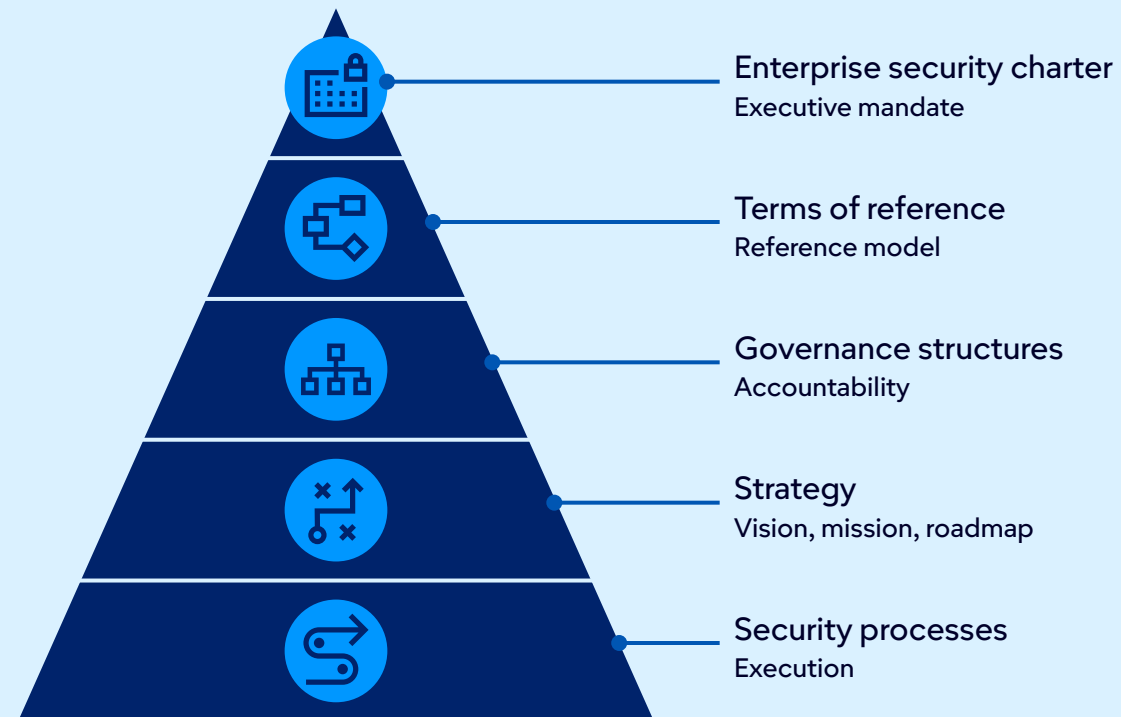 Enterprise security charter
Executive mandate
Terms of reference
Reference model
Governance structures
Accountability
Strategy
Vision, mission, roadmap
Security processes
Execution